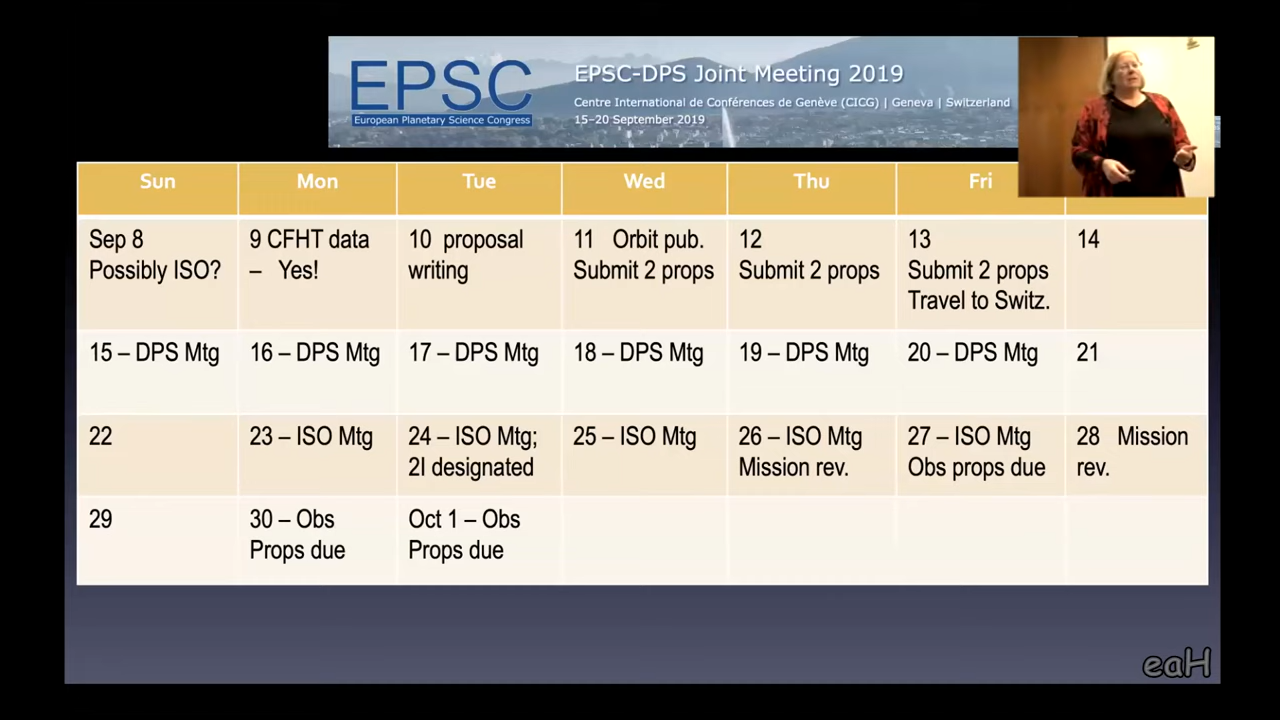 EPSC
European Planetary Science Congress
EPSC-DPS Joint Meeting 2019
Centre International de Conférences de Genève (CICG) | Geneva | Switzerland
15–20 September 2019
Sun Mon Tue Wed Thu Fri
Sep 8
Possibly ISO?
9 CFHT data
– Yes!
10 proposal
writing
11 Orbit pub.
Submit 2 props
12
Submit 2 props
13
Submit 2 props
Travel to Switz.
14
15 – DPS Mtg
16 – DPS Mtg
17 – DPS Mtg
18 – DPS Mtg
19 – DPS Mtg
20 – DPS Mtg
21
22
23 – ISO Mtg
24 – ISO Mtg;
2I designated
25 – ISO Mtg
26 – ISO Mtg
Mission rev.
27 – ISO Mtg
Obs props due
28 Mission
rev.
29
30 – Obs
Props due
Oct 1 – Obs
Props due
eaH